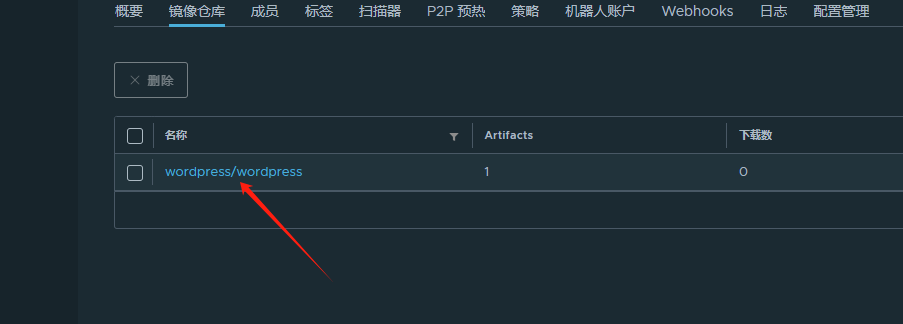 概要 镜像仓库 成员 标签 扫描器 P2P 预热 策略 机器人账户 Webhooks 日志 配置管理
删除
名称 Artifacts 下载数
wordpress/wordpress 1 0